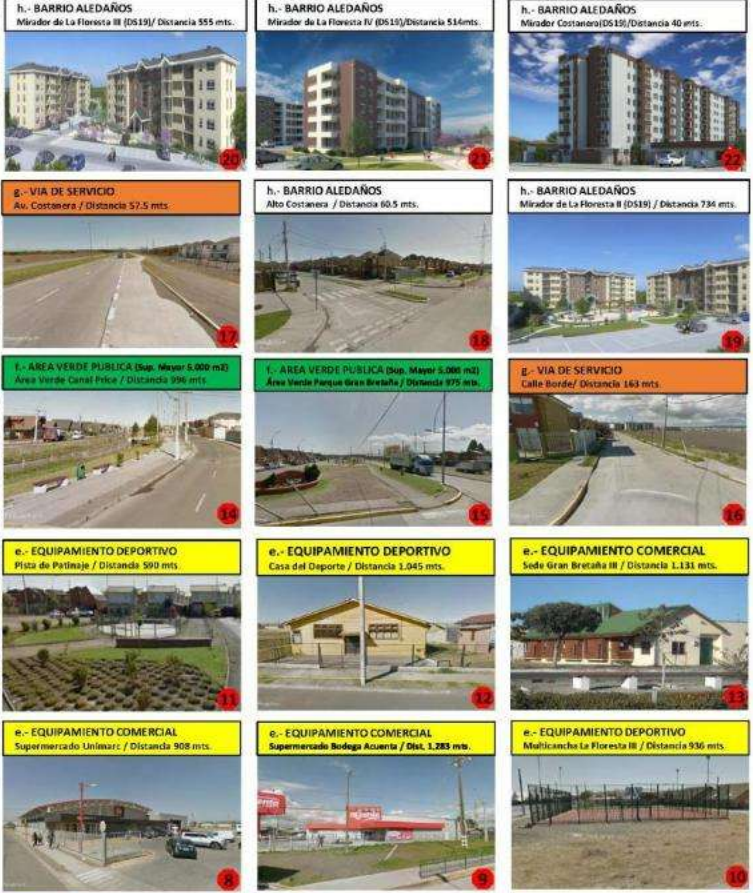 h.- BARRIO ALEDAÑOS
Mirador de La Floresta III (DS19)/ Distancia 555 mts.
20
h.- BARRIO ALEDAÑOS
Mirador de La Floresta IV (DS19)/Distancia 514mts.
21
h.- BARRIO ALEDAÑOS
Mirador Costanera(DS19)/Distancia 40 mts.
22
g.- VIA DE SERVICIO
Av. Costanera / Distancia 57.5 mts.
17
h.- BARRIO ALEDAÑOS
Alto Costanera / Distancia 60.5 mts.
18
h.- BARRIO ALEDAÑOS
Mirador de La Floresta II (DS19) / Distancia 734 mts.
19
f.- AREA VERDE PUBLICA (Sup. Mayor 5,000 m2)
Área Verde Canal Price / Distancia 996 mts.
14
f.- AREA VERDE PUBLICA (Sup. Mayor 5,000 m2)
Área Verde Parque Gran Bretaña / Distancia 975 mts.
15
g.- VIA DE SERVICIO
Calle Borde/ Distancia 163 mts.
16
e.- EQUIPAMIENTO DEPORTIVO
Pista de Patinaje / Distancia 590 mts.
11
e.- EQUIPAMIENTO DEPORTIVO
Casa del Deporte / Distancia 1.045 mts.
12
e.- EQUIPAMIENTO COMERCIAL
Sede Gran Bretaña III / Distancia 1.131 mts.
13
e.- EQUIPAMIENTO COMERCIAL
Supermercado Unimarc / Distancia 908 mts.
8
e.- EQUIPAMIENTO COMERCIAL
Supermercado Bodega Acuenta / Dist, 1,283 mts.
9
e.- EQUIPAMIENTO DEPORTIVO
Multicancha La Floresta III / Distancia 936 mts.
10